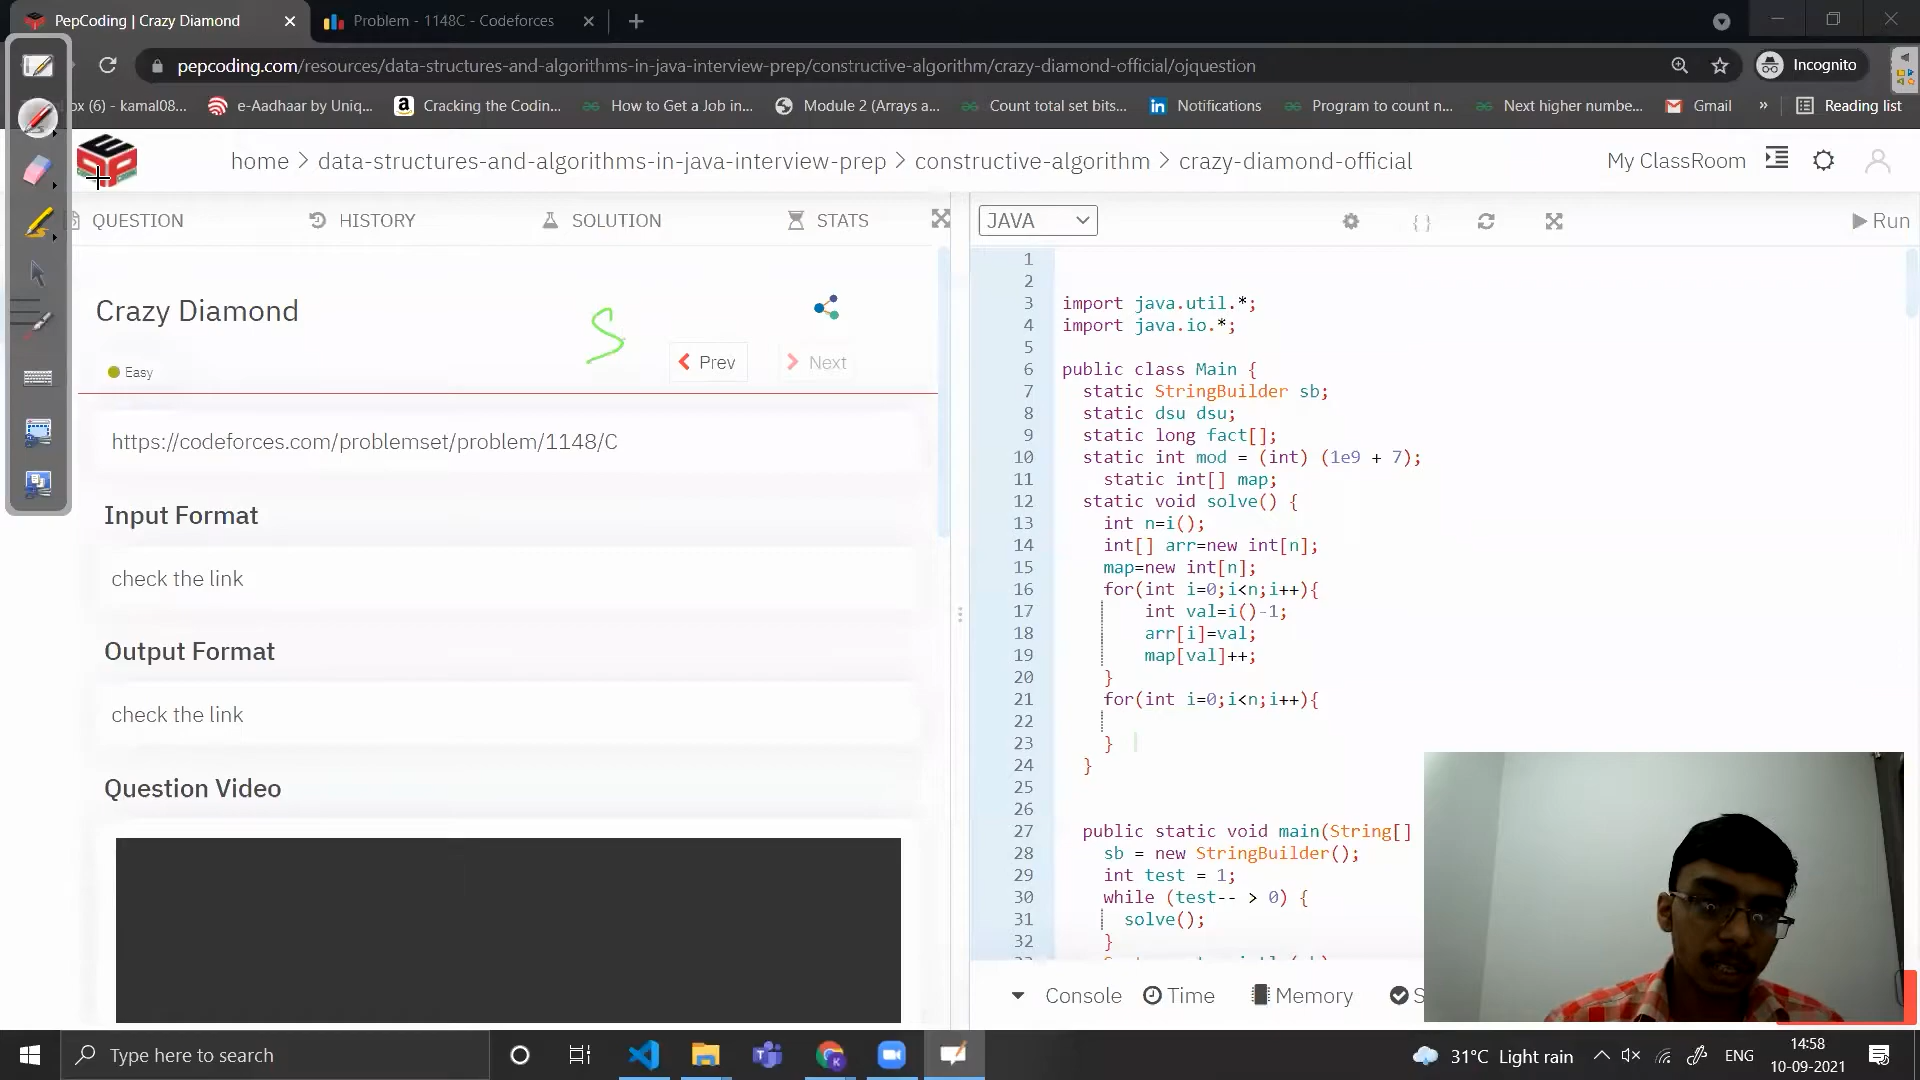 PepCoding | Crazy Diamond
Problem - 1148C - Codeforces
pepcoding.com/resources/data-structures-and-algorithms-in-java-interview-prep/constructive-algorithm/crazy-diamond-official/ojquestion
Incognito
ox (6) - kamal08...
e-Aadhaar by Uniq...
Cracking the Codin...
How to Get a Job in...
Module 2 (Arrays a...
Count total set bits...
Notifications
Program to count n...
Next higher numbe...
Gmail
»
Reading list
home > data-structures-and-algorithms-in-java-interview-prep > constructive-algorithm > crazy-diamond-official
My ClassRoom
QUESTION
HISTORY
SOLUTION
STATS
Crazy Diamond
S
Prev
Next
Easy
https://codeforces.com/problemset/problem/1148/C
Input Format
check the link
Output Format
check the link
Question Video
JAVA
{ }
Run
1
2
3 import java.util.*;
4 import java.io.*;
5
6 public class Main {
7 static StringBuilder sb;
8 static dsu dsu;
9 static long fact[];
10 static int mod = (int) (1e9 + 7);
11 static int[] map;
12 static void solve() {
13 int n=i();
14 int[] arr=new int[n];
15 map=new int[n];
16 for(int i=0;i<n;i++){
17 int val=i()-1;
18 arr[i]=val;
19 map[val]++;
20 }
21 for(int i=0;i<n;i++){
22
23 }
24 }
25
26
27 public static void main(String[]
28 sb = new StringBuilder();
29 int test = 1;
30 while (test-- > 0) {
31 solve();
32 }
Console
Time
Memory
S
Type here to search
31°C Light rain
ENG
14:58
10-09-2021